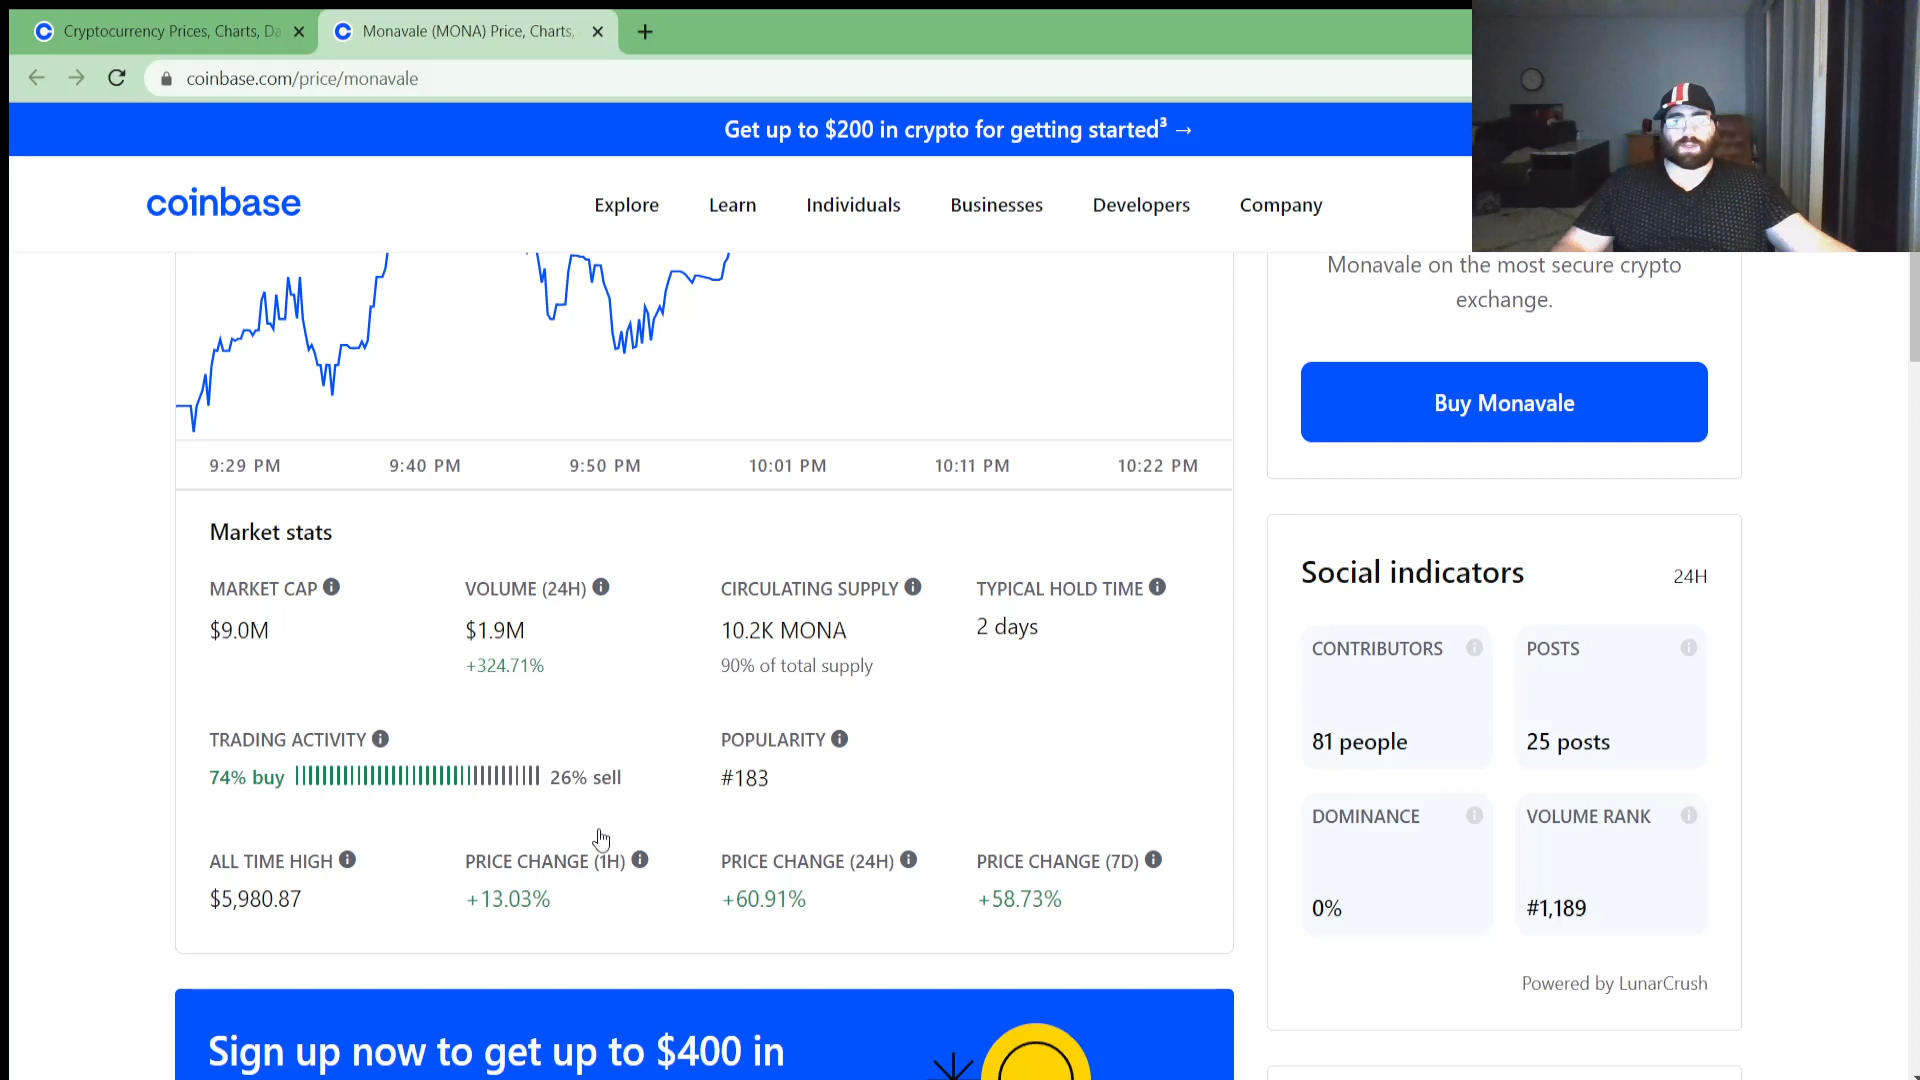 Cryptocurrency Prices, Charts, Da
Monavale (MONA) Price, Charts,
coinbase.com/price/monavale
Get up to $200 in crypto for getting started³ →
coinbase
Explore
Learn
Individuals
Businesses
Developers
Company
Monavale on the most secure crypto
exchange.
Buy Monavale
9:29 PM
9:40 PM
9:50 PM
10:01 PM
10:11 PM
10:22 PM
Market stats
MARKET CAP
$9.0M
VOLUME (24H)
$1.9M
+324.71%
CIRCULATING SUPPLY
10.2K MONA
90% of total supply
TYPICAL HOLD TIME
2 days
TRADING ACTIVITY
74% buy
26% sell
POPULARITY
#183
ALL TIME HIGH
$5,980.87
PRICE CHANGE (1H)
+13.03%
PRICE CHANGE (24H)
+60.91%
PRICE CHANGE (7D)
+58.73%
Social indicators
24H
CONTRIBUTORS
81 people
POSTS
25 posts
DOMINANCE
0%
VOLUME RANK
#1,189
Powered by LunarCrush
Sign up now to get up to $400 in